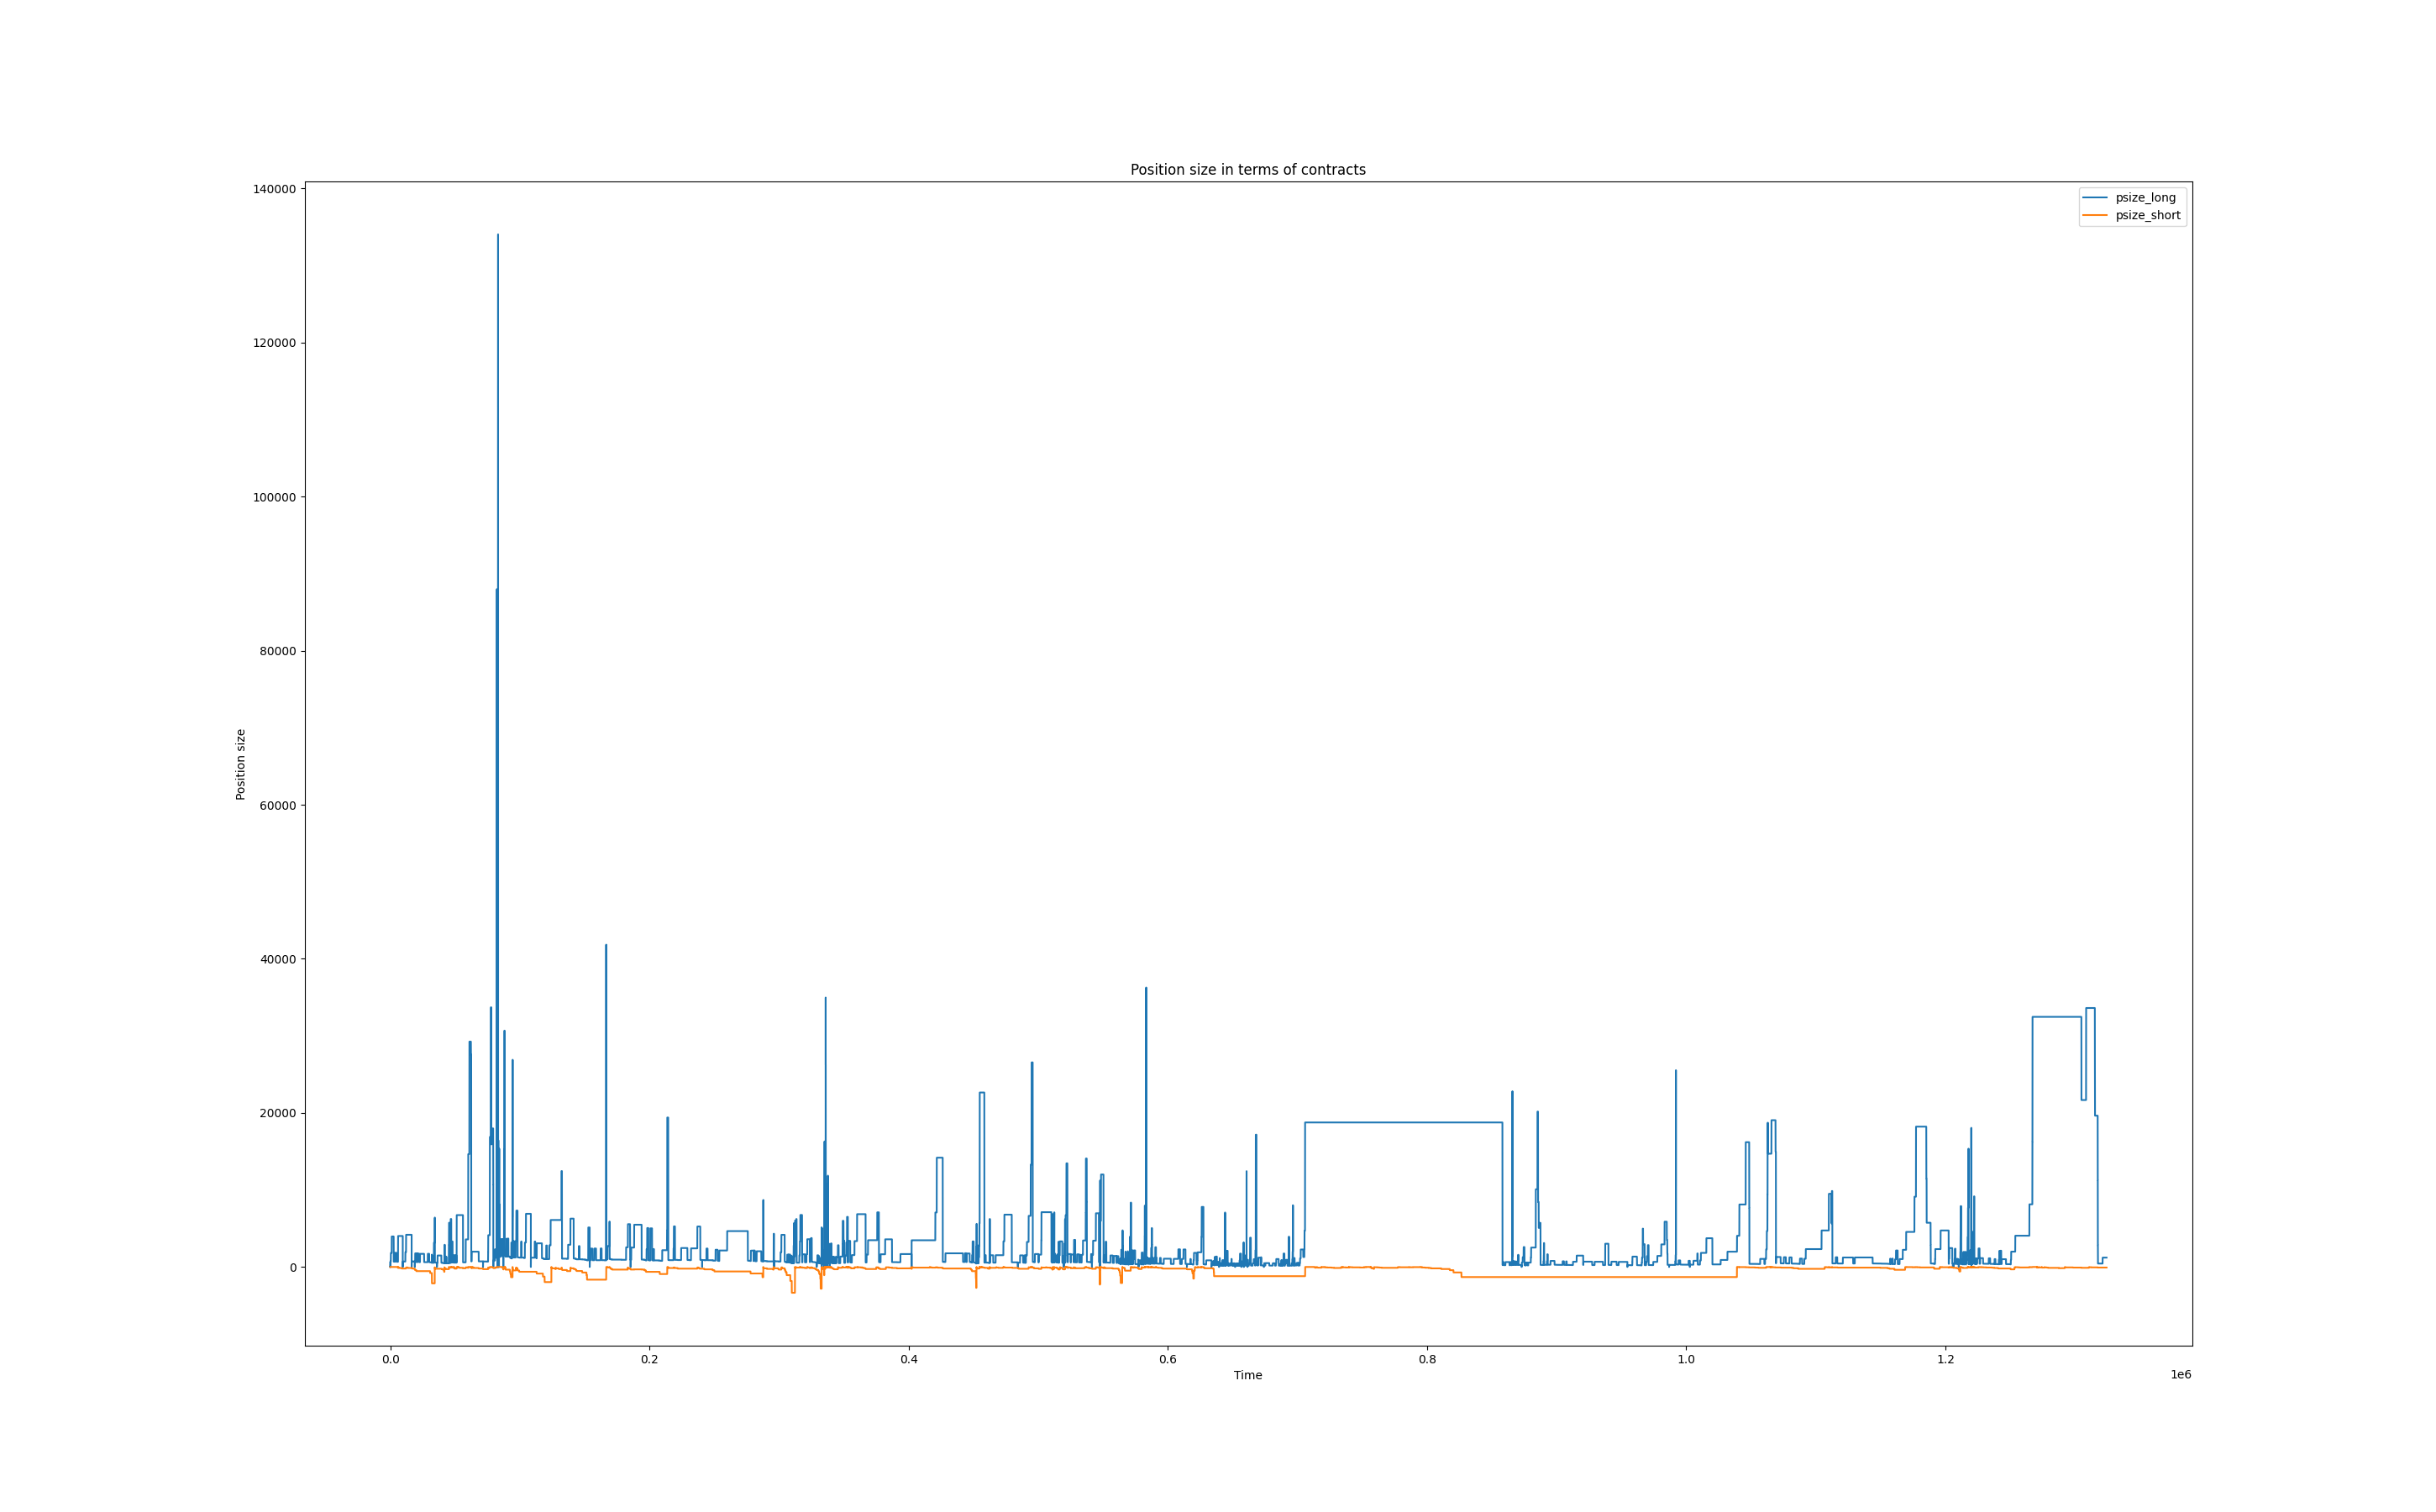 Position size in terms of contracts
psize_long
psize_short
140000
120000
100000
80000
60000
40000
20000
0
Position size
0.0
0.2
0.4
0.6
0.8
1.0
1.2
Time
1e6